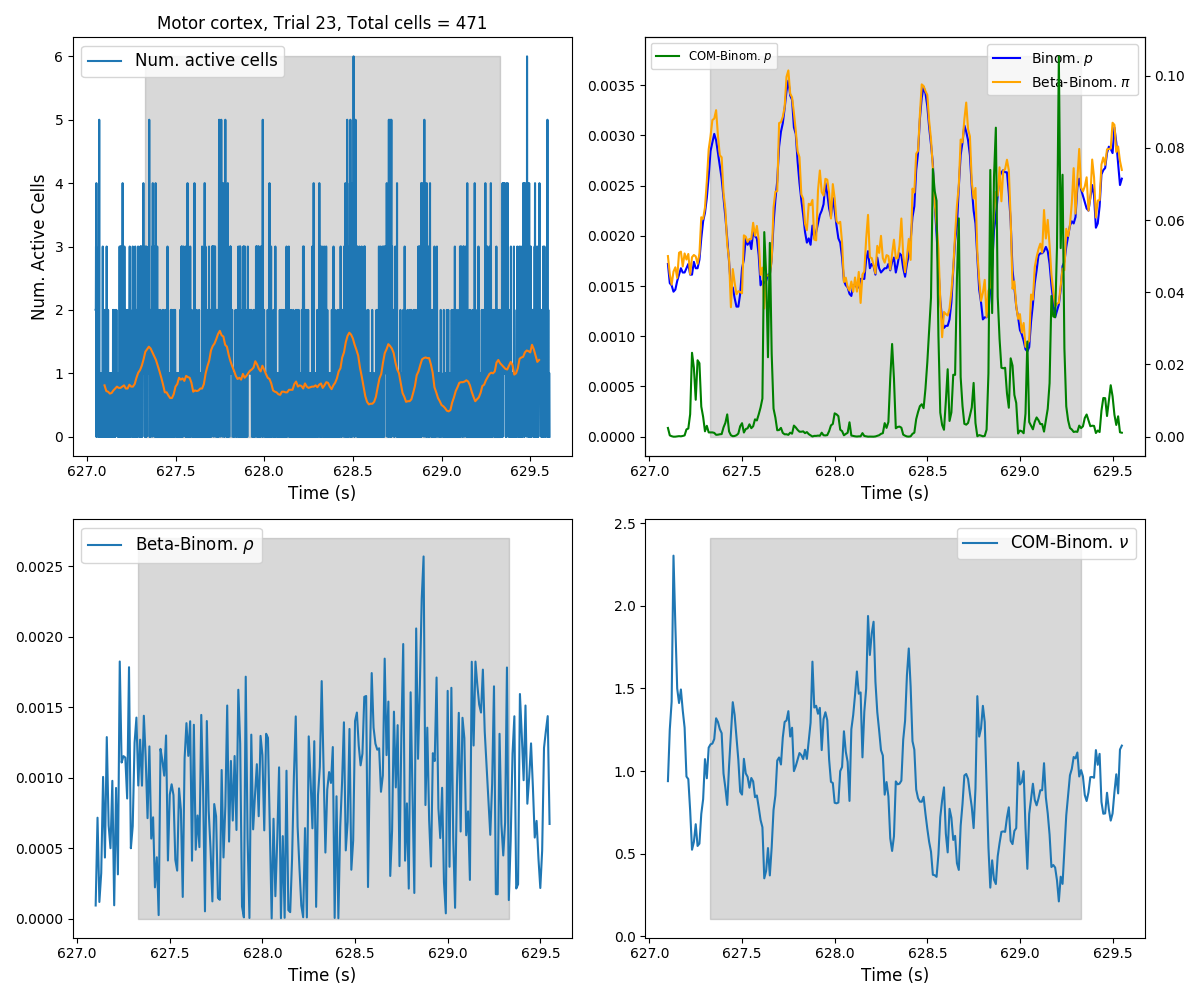 Motor cortex, Trial 23, Total cells = 471
Num. active cells
Num. Active Cells
6
5
4
3
2
1
0
627.0 627.5 628.0 628.5 629.0 629.5
Time (s)
COM-Binom. p
Binom. p
Beta-Binom. π
0.0035
0.0030
0.0025
0.0020
0.0015
0.0010
0.0005
0.0000
0.10
0.08
0.06
0.04
0.02
0.00
627.0 627.5 628.0 628.5 629.0 629.5
Time (s)
Beta-Binom. ρ
0.0025
0.0020
0.0015
0.0010
0.0005
0.0000
627.0 627.5 628.0 628.5 629.0 629.5
Time (s)
COM-Binom. ν
2.5
2.0
1.5
1.0
0.5
0.0
627.0 627.5 628.0 628.5 629.0 629.5
Time (s)